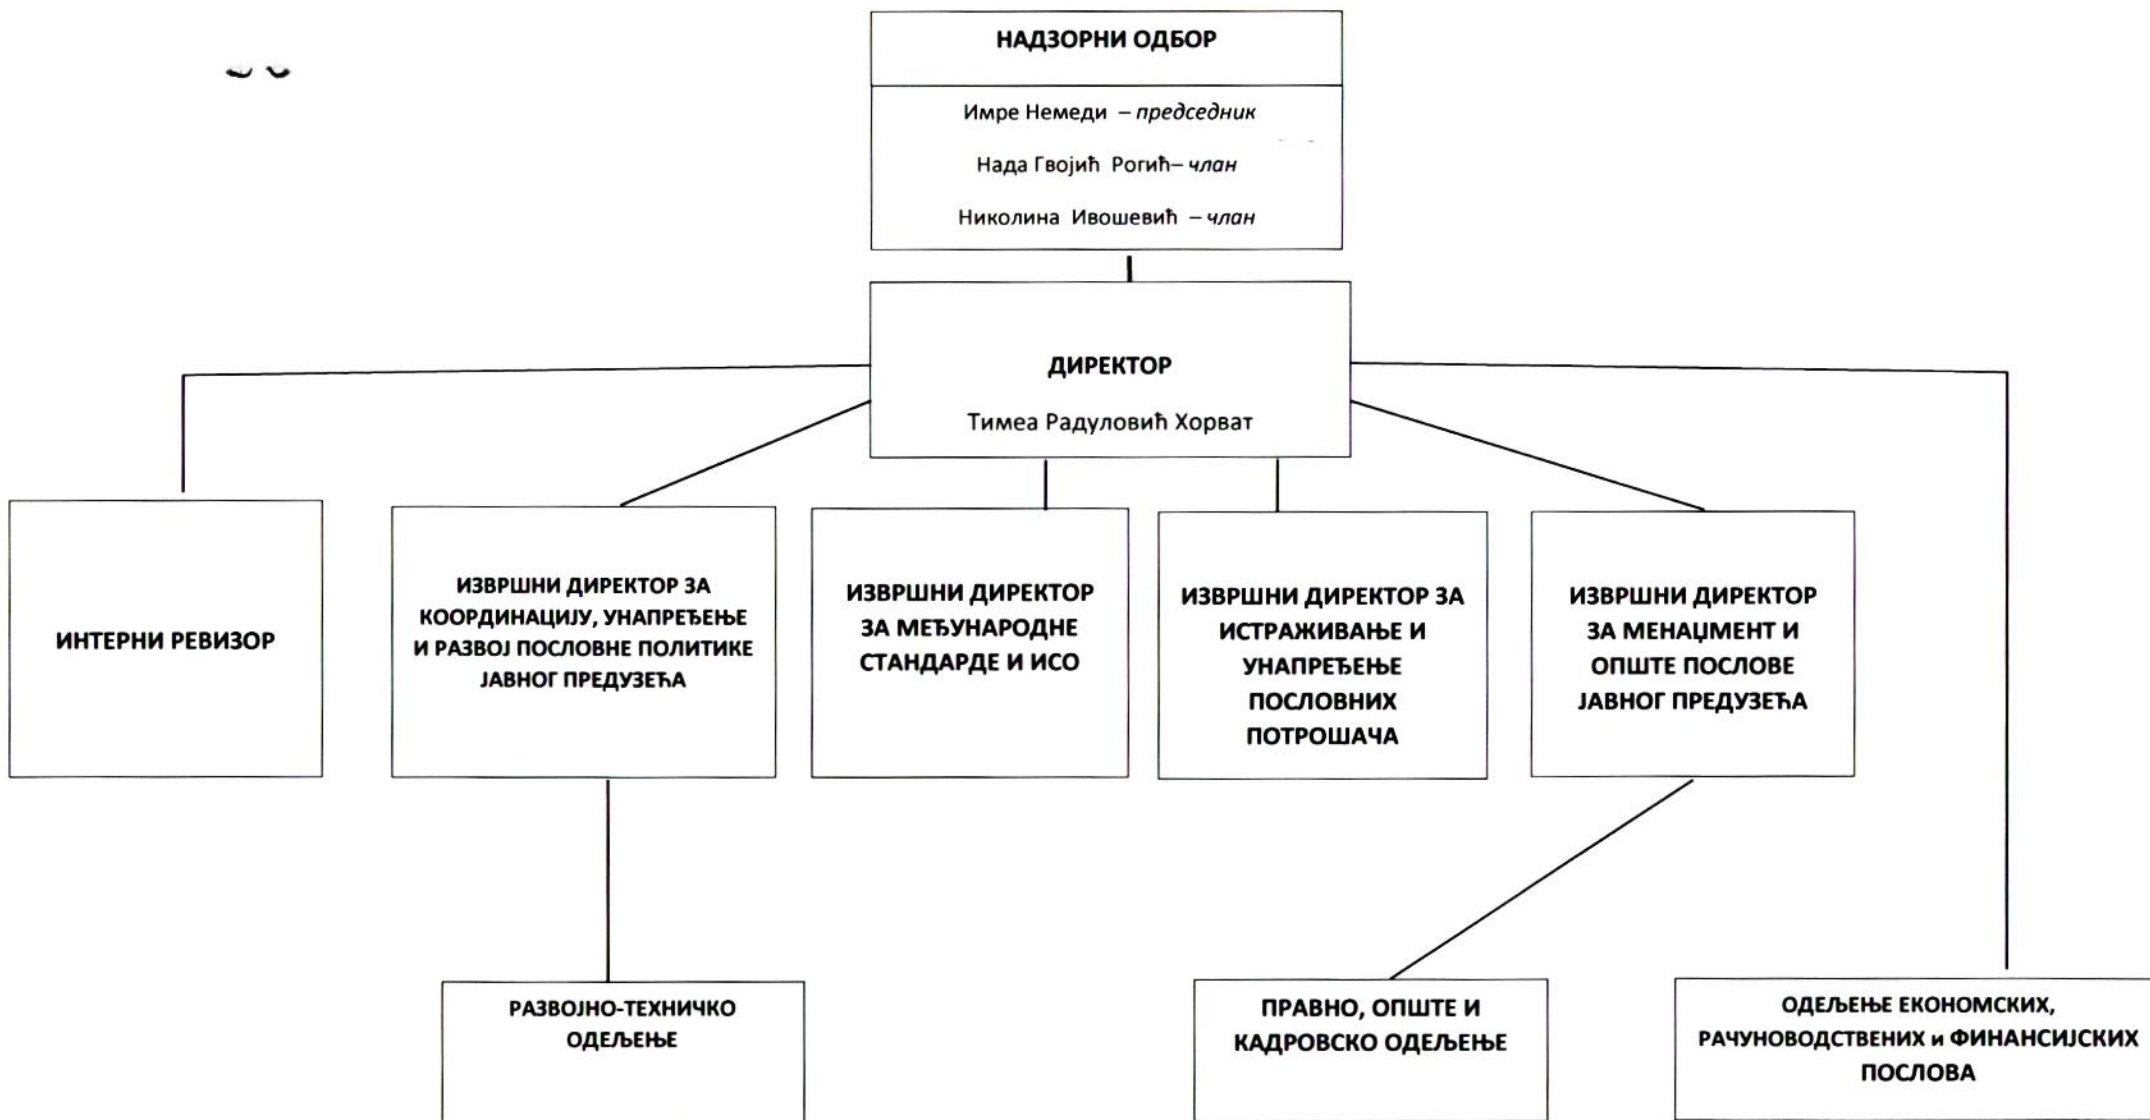 НАДЗОРНИ ОДБОР
Имре Немеди – председник
Нада Гвојић Рогић– члан
Николина Ивошевић – члан
ДИРЕКТОР
Тимеа Радуловић Хорват
ИНТЕРНИ РЕВИЗОР
ИЗВРШНИ ДИРЕКТОР ЗА
КООРДИНАЦИЈУ, УНАПРЕЂЕЊЕ
И РАЗВОЈ ПОСЛОВНЕ ПОЛИТИКЕ
ЈАВНОГ ПРЕДУЗЕЋА
ИЗВРШНИ ДИРЕКТОР
ЗА МЕЂУНАРОДНЕ
СТАНДАРДЕ И ИСО
ИЗВРШНИ ДИРЕКТОР ЗА
ИСТРАЖИВАЊЕ И
УНАПРЕЂЕЊЕ
ПОСЛОВНИХ
ПОТРОШАЧА
ИЗВРШНИ ДИРЕКТОР
ЗА МЕНАЏМЕНТ И
ОПШТЕ ПОСЛОВЕ
ЈАВНОГ ПРЕДУЗЕЋА
РАЗВОЈНО-ТЕХНИЧКО
ОДЕЉЕЊЕ
ПРАВНО, ОПШТЕ И
КАДРОВСКО ОДЕЉЕЊЕ
ОДЕЉЕЊЕ ЕКОНОМСКИХ,
РАЧУНОВОДСТВЕНИХ и ФИНАНСИЈСКИХ
ПОСЛОВА